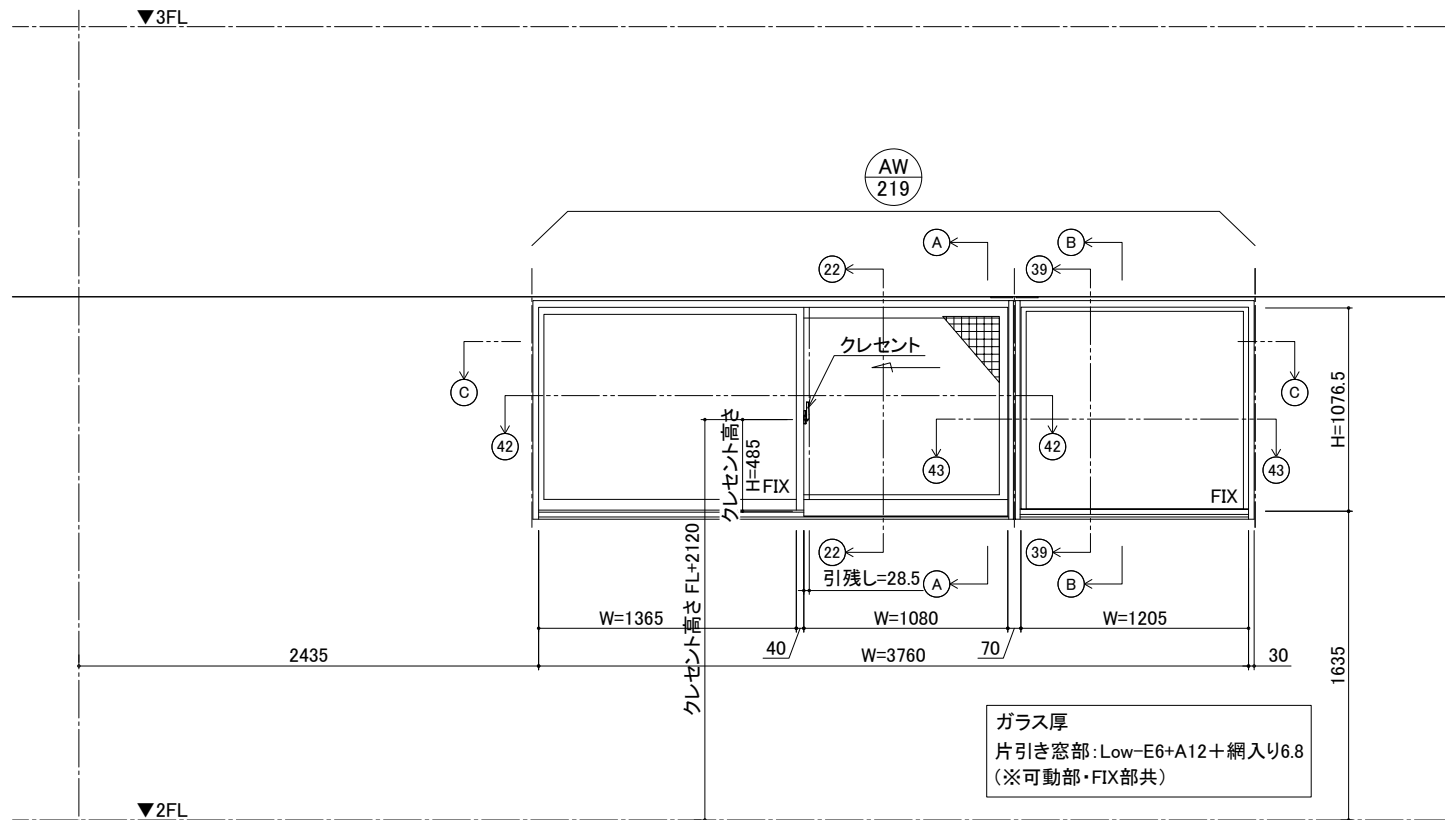 ▼3FL
AW
219
A
B
22
39
クレセント
C
C
42
42
43
43
クレセント高さ
H=485
FIX
FIX
H=1076.5
22
39
引残し=28.5
A
B
クレセント高さ FL+2120
W=1365
40
W=1080
70
W=1205
2435
W=3760
30
1635
ガラス厚
片引き窓部:Low-E6+A12+網入り6.8
(※可動部・FIX部共)
▼2FL